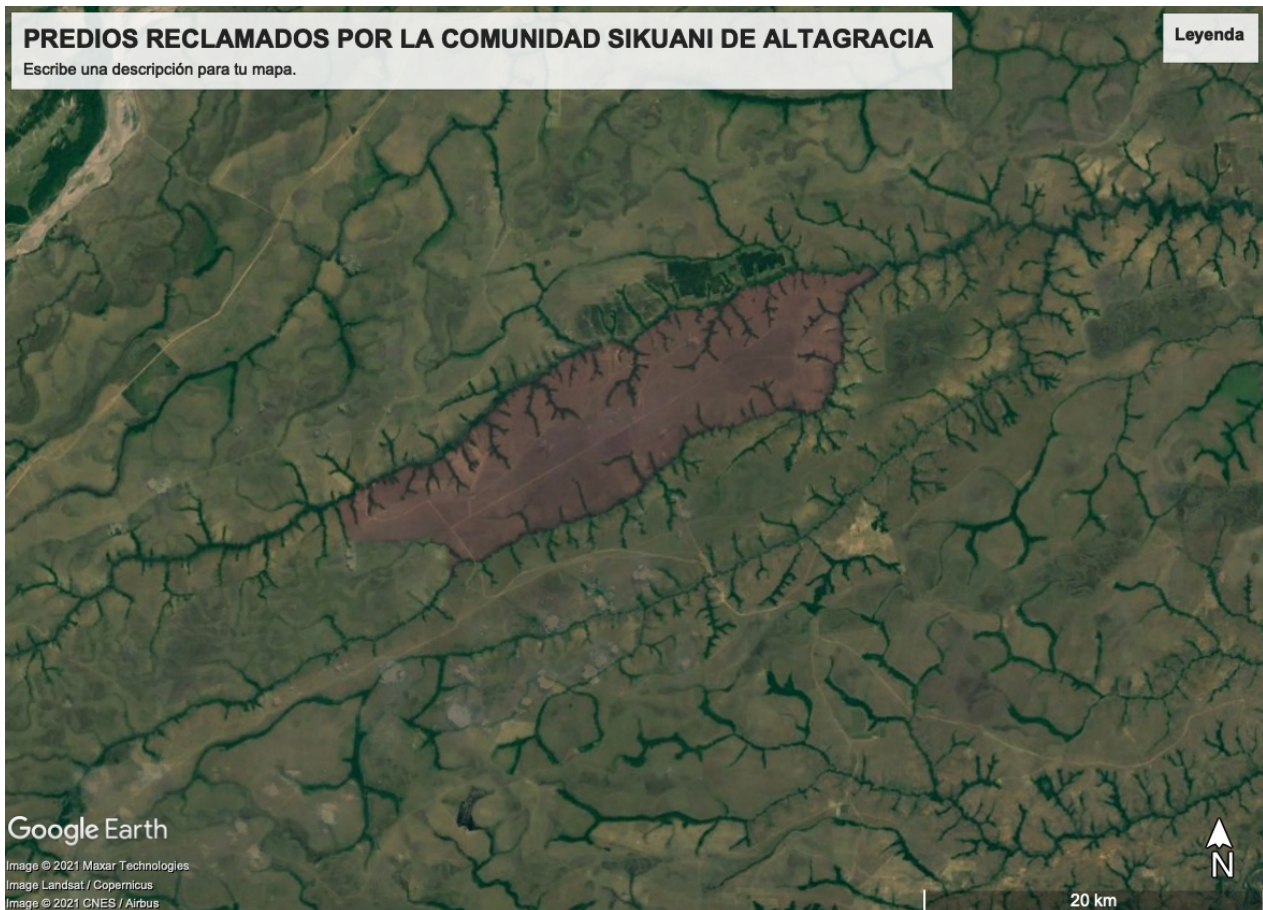 PREDIOS RECLAMADOS POR LA COMUNIDAD SIKUANI DE ALTAGRACIA
Escribe una descripción para tu mapa.
Leyenda
Google Earth
Image © 2021 Maxar Technologies
Image Landsat / Copernicus
Image © 2021 CNES / Airbus
N
20 km